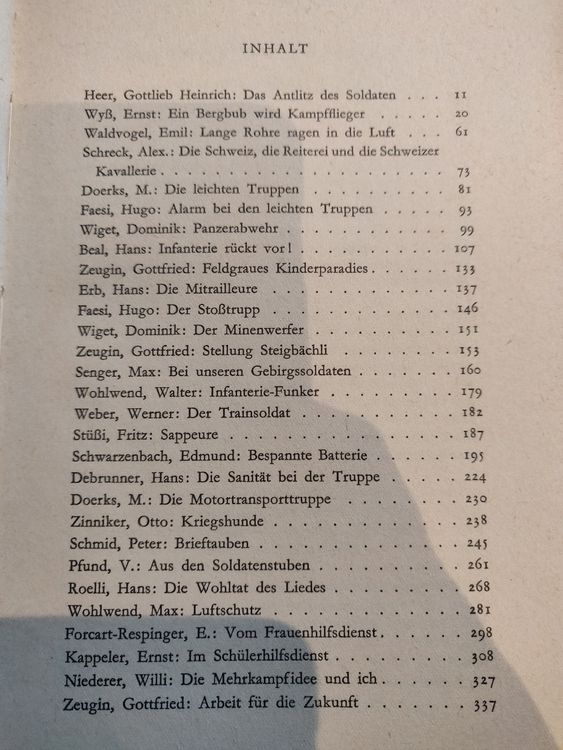 INHALT
Heer, Gottlieb Heinrich: Das Antlitz des Soldaten . . . 11
Wyß, Ernst: Ein Bergbub wird Kampfflieger . . . . . 20
Waldvogel, Emil: Lange Rohre ragen in die Luft . . . 61
Schreck, Alex.: Die Schweiz, die Reiterei und die Schweizer
Kavallerie . . . . . . . . . . . . . . . . . . 73
Doerks, M.: Die leichten Truppen . . . . . . . . . 81
Faesi, Hugo: Alarm bei den leichten Truppen . . . . . 93
Wiget, Dominik: Panzerabwehr . . . . . . . . . . 99
Beal, Hans: Infanterie rückt vor! . . . . . . . . . . 107
Zeugin, Gottfried: Feldgraues Kinderparadies . . . . . 133
Erb, Hans: Die Mitrailleure . . . . . . . . . . . . 137
Faesi, Hugo: Der Stoßtrupp . . . . . . . . . . . 146
Wiget, Dominik: Der Minenwerfer . . . . . . . . . 151
Zeugin, Gottfried: Stellung Steigbächli . . . . . . . 153
Senger, Max: Bei unseren Gebirgssoldaten . . . . . . 160
Wohlwend, Walter: Infanterie-Funker . . . . . . . . 179
Weber, Werner: Der Trainsoldat . . . . . . . . . . 182
Stüßi, Fritz: Sappeure . . . . . . . . . . . . . . 187
Schwarzenbach, Edmund: Bespannte Batterie . . . . . 195
Debrunner, Hans: Die Sanität bei der Truppe . . . . . 224
Doerks, M.: Die Motortransporttruppe . . . . . . . 230
Zinniker, Otto: Kriegshunde . . . . . . . . . . . . 238
Schmid, Peter: Brieftauben . . . . . . . . . . . . 245
Pfund, V.: Aus den Soldatenstuben . . . . . . . . . 261
Roelli, Hans: Die Wohltat des Liedes . . . . . . . . 268
Wohlwend, Max: Luftschutz . . . . . . . . . . . . 281
Forcart-Respinger, E.: Vom Frauenhilfsdienst . . . . . 298
Kappeler, Ernst: Im Schülerhilfsdienst . . . . . . . . 308
Niederer, Willi: Die Mehrkampfidee und ich . . . . . . 327
Zeugin, Gottfried: Arbeit für die Zukunft . . . . . . . 337